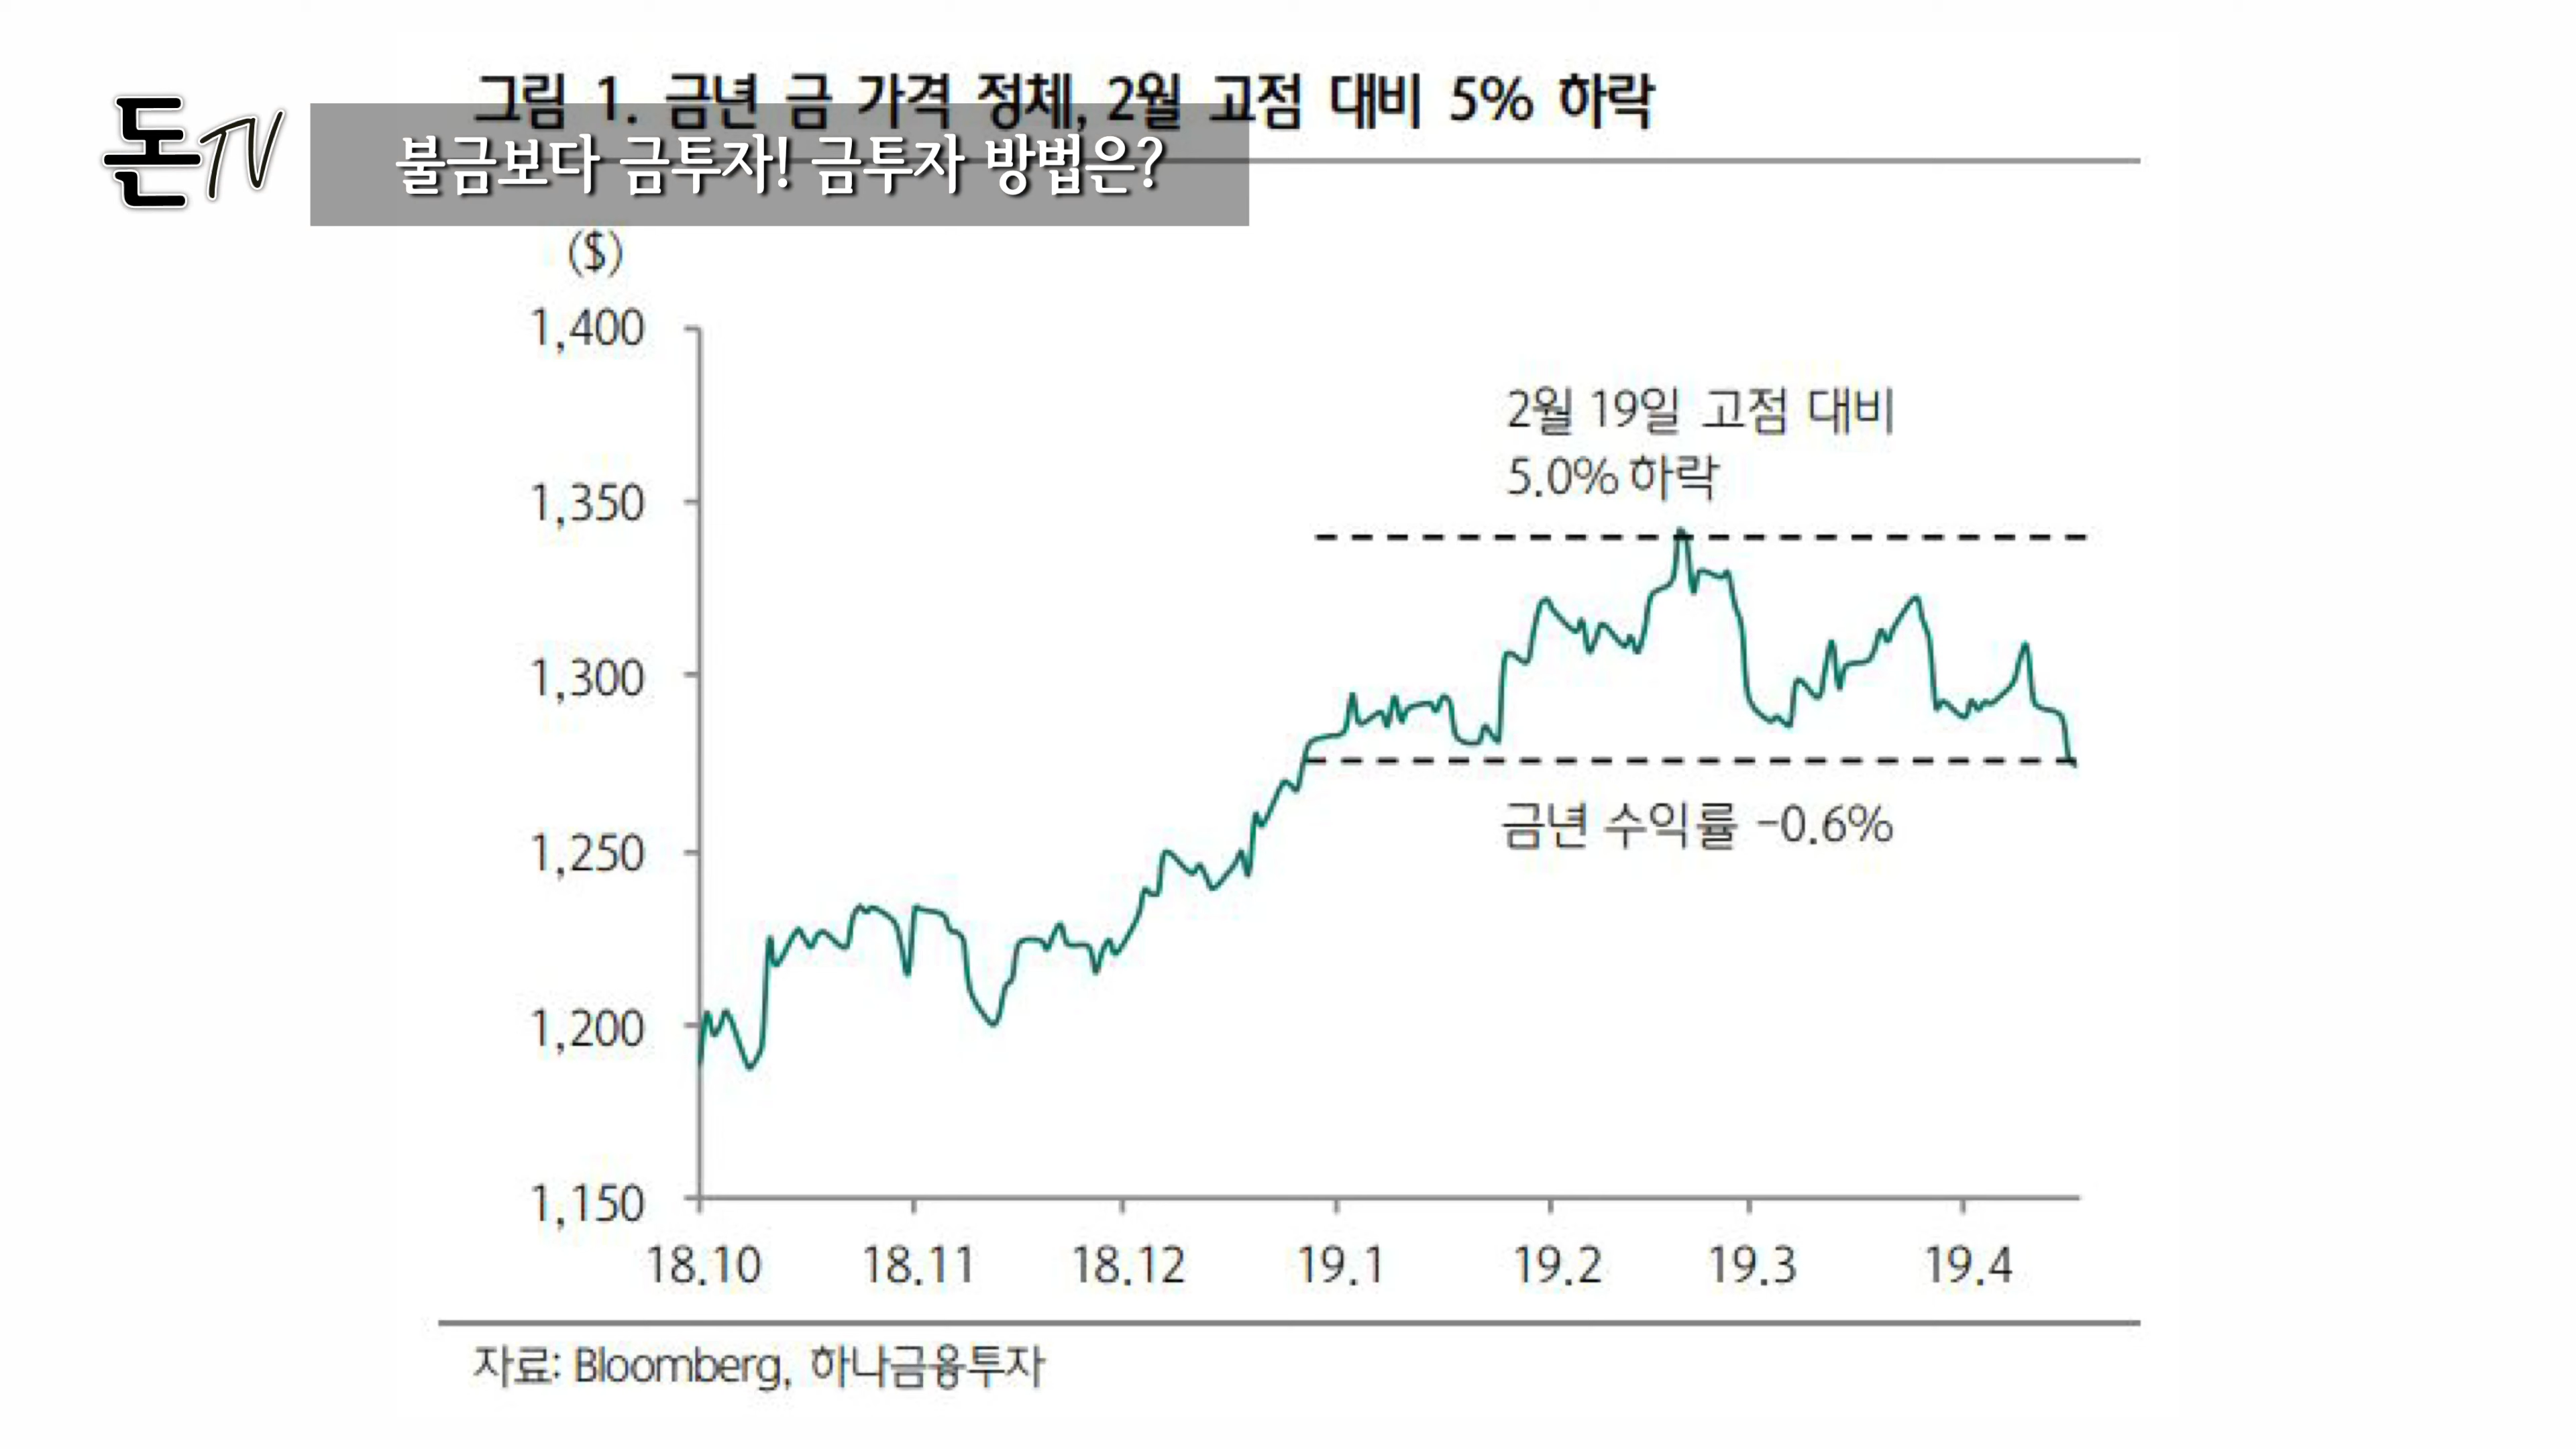 그림 1. 금년 금 가격 정체, 2월 고점 대비 5% 하락
돈TV
불금보다 금투자! 금투자 방법은?
($)
1,400
1,350
1,300
1,250
1,200
1,150
2월 19일 고점 대비
5.0% 하락
금년 수익률 -0.6%
18.10 18.11 18.12 19.1 19.2 19.3 19.4
자료: Bloomberg, 하나금융투자